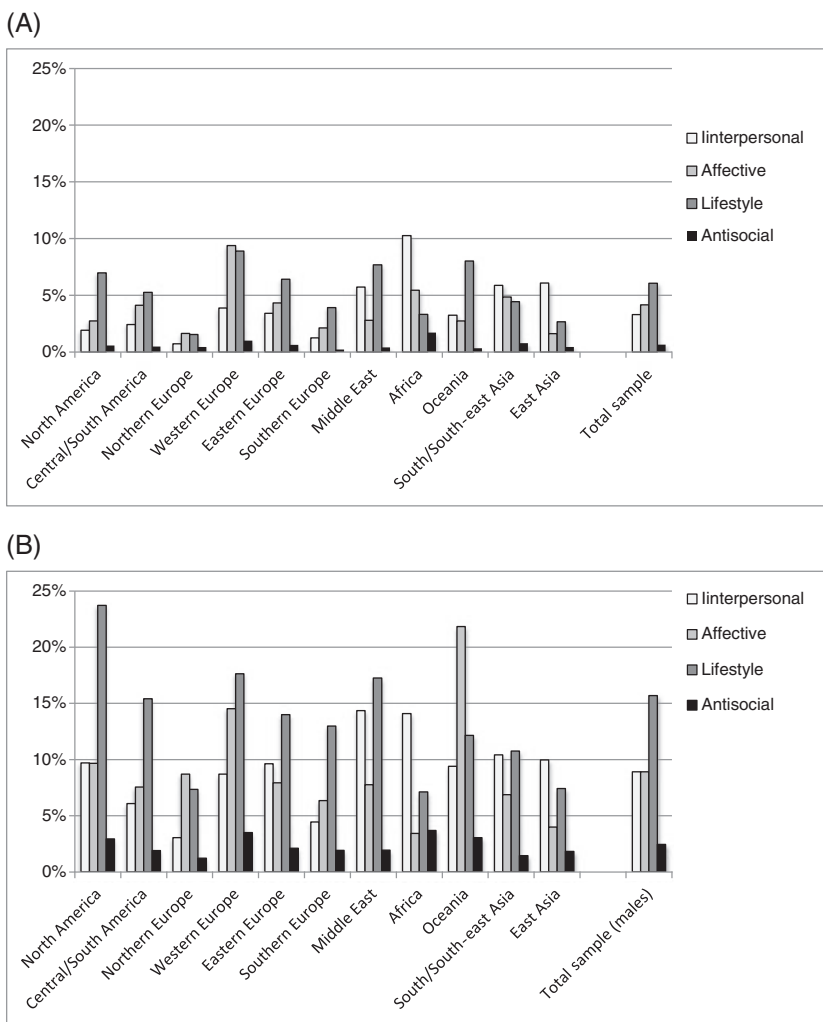 (A)
25%
20%
15%
10%
5%
0%
Iinterpersonal
Affective
Lifestyle
Antisocial
North America
Central/South America
Northern Europe
Western Europe
Eastern Europe
Southern Europe
Middle East
Africa
Oceania
South/South-east Asia
East Asia
Total sample
(B)
25%
20%
15%
10%
5%
0%
Iinterpersonal
Affective
Lifestyle
Antisocial
North America
Central/South America
Northern Europe
Western Europe
Eastern Europe
Southern Europe
Middle East
Africa
Oceania
South/South-east Asia
East Asia
Total sample (males)